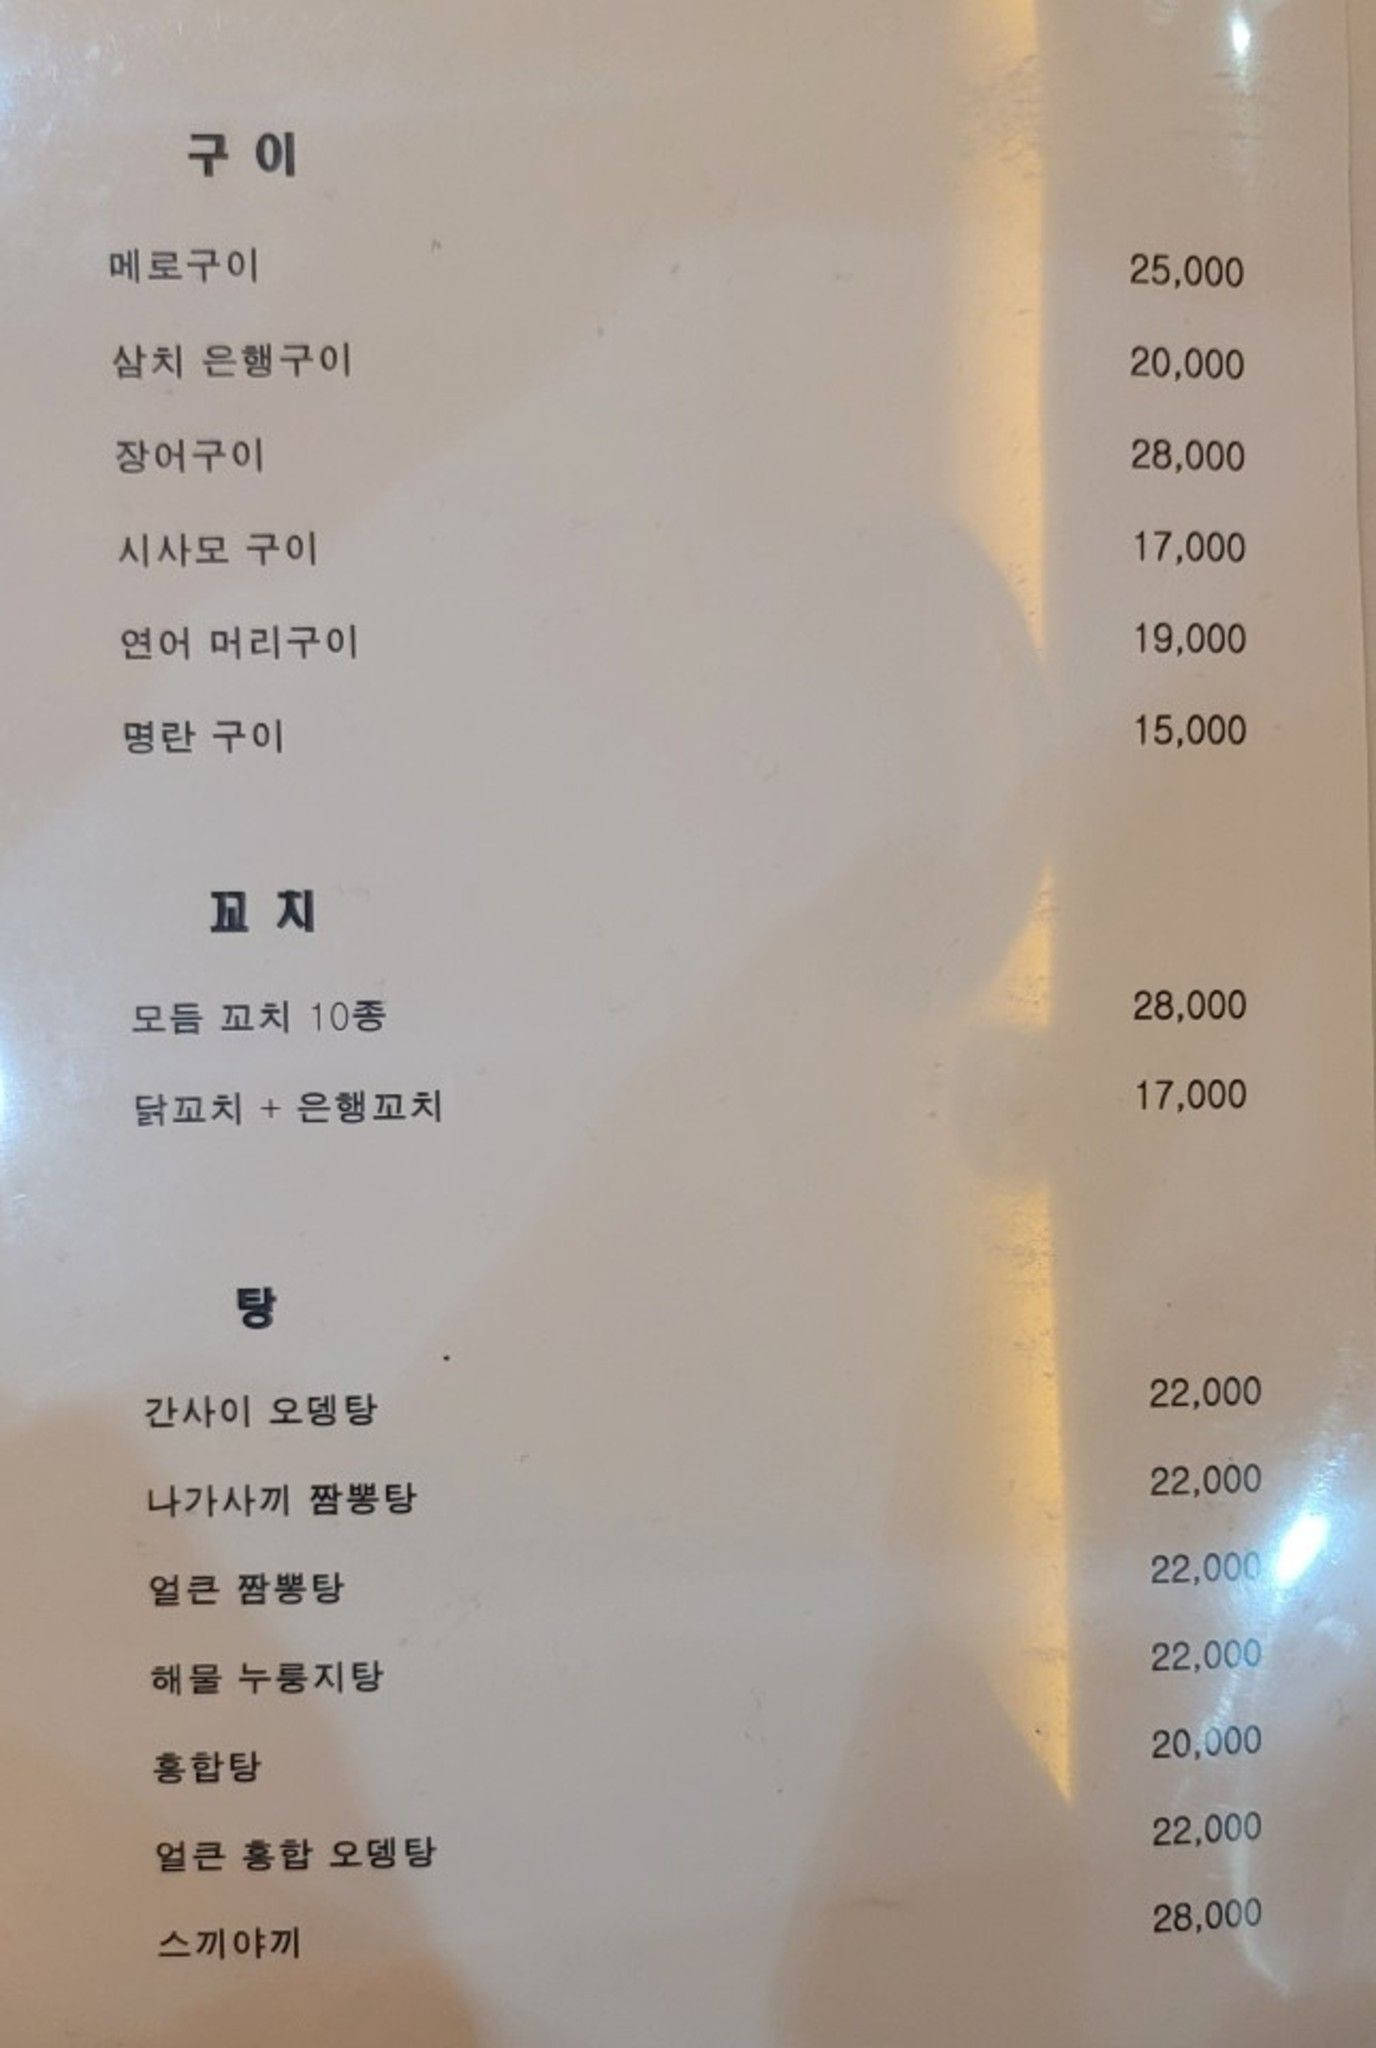 구 이
메로구이 25,000
삼치 은행구이 20,000
장어구이 28,000
시사모 구이 17,000
연어 머리구이 19,000
명란 구이 15,000
꼬 치
모듬 꼬치 10종 28,000
닭꼬치 + 은행꼬치 17,000
탕
간사이 오뎅탕 22,000
나가사끼 짬뽕탕 22,000
얼큰 짬뽕탕 22,000
해물 누룽지탕 22,000
홍합탕 20,000
얼큰 홍합 오뎅탕 22,000
스끼야끼 28,000